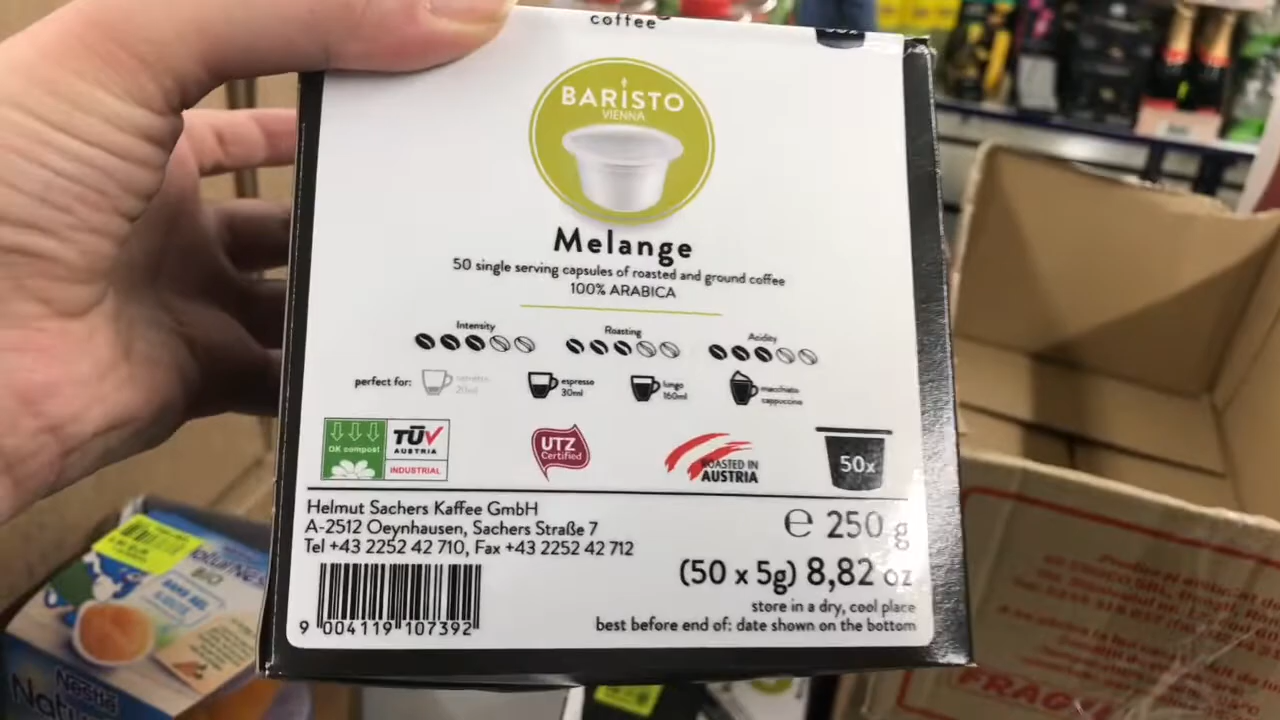 coffee
BARISTO
VIENNA
Melange
50 single serving capsules of roasted and ground coffee
100% ARABICA
Intensity
Roasting
Acidity
perfect for:
espresso
30ml
lungo
160ml
macchiato
cappuccino
OK compost
TÜV
AUSTRIA
INDUSTRIAL
UTZ
Certified
ROASTED IN
AUSTRIA
50x
Helmut Sachers Kaffee GmbH
A-2512 Oeynhausen, Sachers Straße 7
Tel +43 2252 42 710, Fax +43 2252 42 712
e 250 g
(50 x 5g) 8,82 oz
store in a dry, cool place
best before end of: date shown on the bottom
9 004119 107392
BIO
Nestlé
FRAG